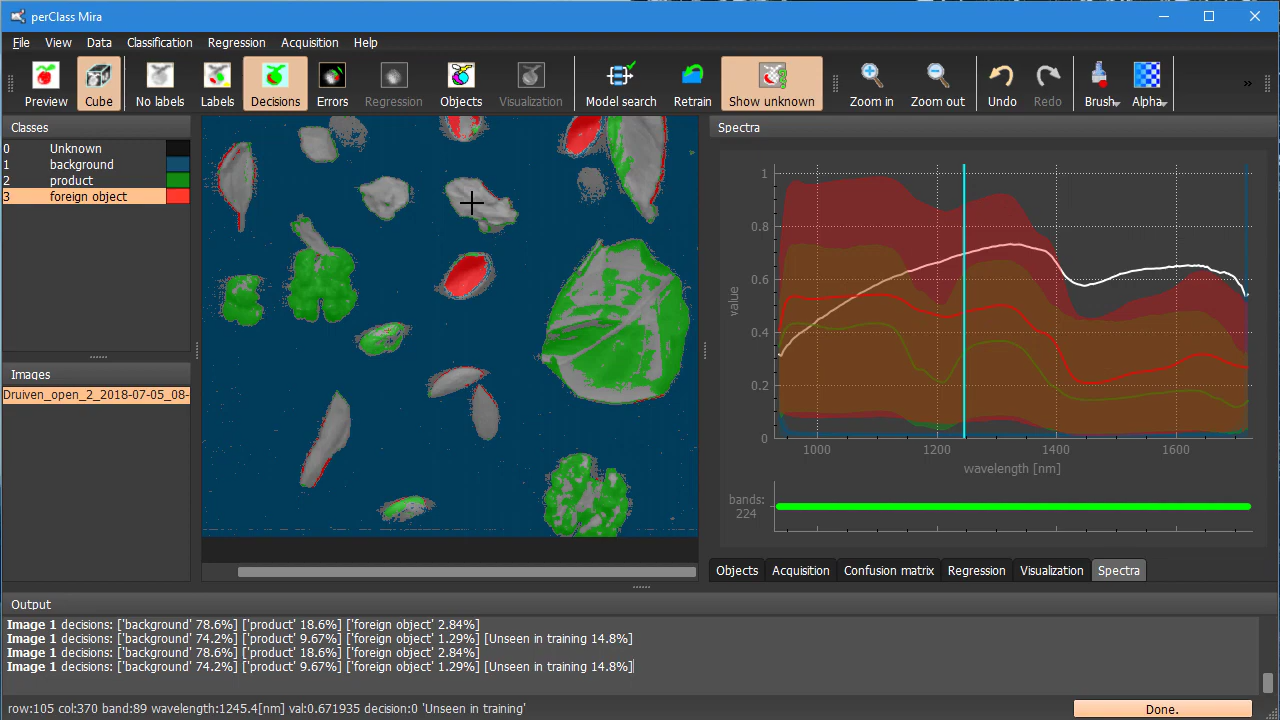 perClass Mira
File View Data Classification Regression Acquisition Help
Preview Cube No labels Labels Decisions Errors Regression Objects Visualization Model search Retrain Show unknown Zoom in Zoom out Undo Redo Brush Alpha »
Classes
0 Unknown
1 background
2 product
3 foreign object
Images
Druiven_open_2_2018-07-05_08-
Spectra
1
0.8
0.6
0.4
0.2
0
value
1000 1200 1400 1600
wavelength [nm]
bands:
224
Objects Acquisition Confusion matrix Regression Visualization Spectra
Output
Image 1 decisions: ['background' 78.6%] ['product' 18.6%] ['foreign object' 2.84%]
Image 1 decisions: ['background' 74.2%] ['product' 9.67%] ['foreign object' 1.29%] [Unseen in training 14.8%]
Image 1 decisions: ['background' 78.6%] ['product' 18.6%] ['foreign object' 2.84%]
Image 1 decisions: ['background' 74.2%] ['product' 9.67%] ['foreign object' 1.29%] [Unseen in training 14.8%]
row:105 col:370 band:89 wavelength:1245.4[nm] val:0.671935 decision:0 'Unseen in training'
Done.